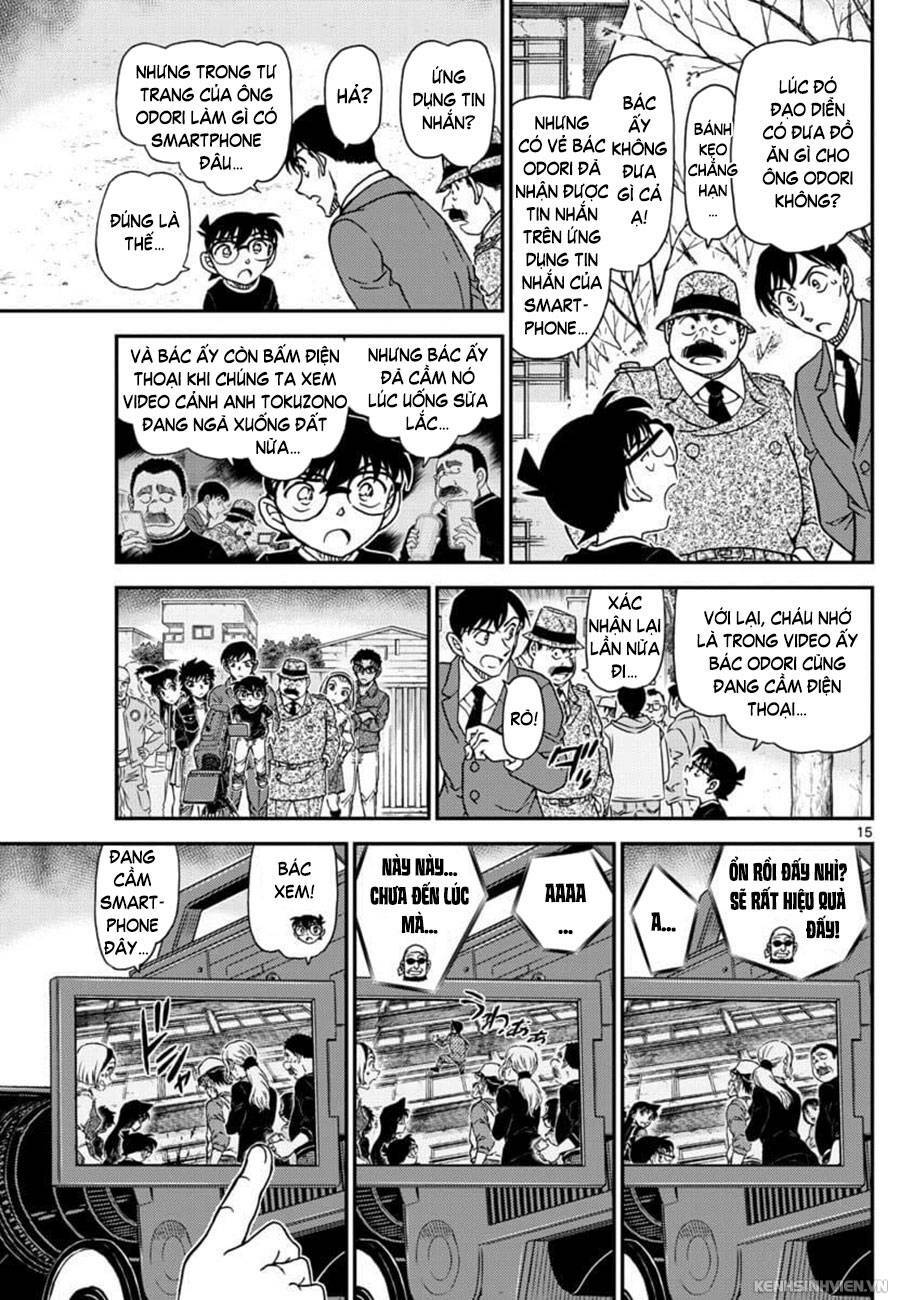 LÚC ĐÓ
ĐẠO DIỄN
CÓ ĐƯA ĐỒ
ĂN GÌ CHO
ÔNG ODORI
KHÔNG?
BÁNH
KẸO
CHẲNG
HẠN
...
BÁC
ẤY
KHÔNG
ĐƯA
GÌ CẢ
Ạ!
NHƯNG
CÓ VẺ BÁC
ODORI ĐÃ
NHẬN ĐƯỢC
TIN NHẮN
TRÊN ỨNG
DỤNG TIN
NHẮN CỦA
SMART-
PHONE...
ỨNG
DỤNG TIN
NHẮN?
HẢ?
NHƯNG TRONG TƯ
TRANG CỦA ÔNG
ODORI LÀM GÌ CÓ
SMARTPHONE
ĐÂU...
ĐÚNG LÀ
THẾ...
NHƯNG BÁC ẤY
ĐÃ CẦM NÓ
LÚC UỐNG SỮA
LẮC...
VÀ BÁC ẤY CÒN BẤM ĐIỆN
THOẠI KHI CHÚNG TA XEM
VIDEO CẢNH ANH TOKUZONO
ĐANG NGÃ XUỐNG ĐẤT
NỮA...
VỚI LẠI, CHÁU NHỚ
LÀ TRONG VIDEO ẤY
BÁC ODORI CŨNG
ĐANG CẦM ĐIỆN
THOẠI...
XÁC
NHẬN LẠI
LẦN NỮA
ĐI...
RÕ!
15
ỔN RỒI ĐẤY NHỈ?
SẼ RẤT HIỆU QUẢ
ĐẤY!
A...
AAAA
...
うわあぁぁ
NÀY NÀY...
CHƯA ĐẾN LÚC
MÀ...
BÁC
XEM!
ĐANG
CẦM
SMART-
PHONE
ĐÂY...
KENHSINHVIEN.VN